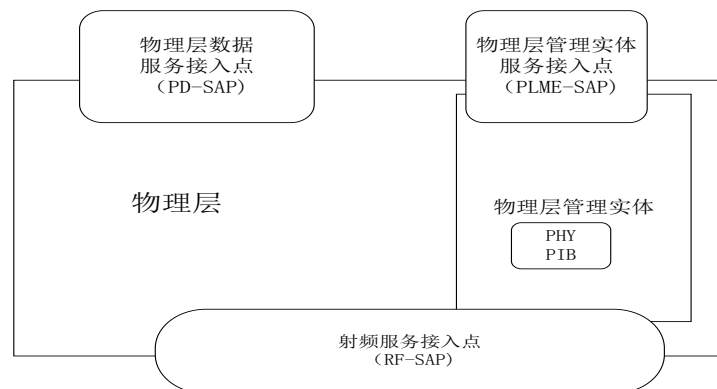 物理层数据
服务接入点
（PD-SAP）
物理层管理实体
服务接入点
（PLME-SAP）
物理层
物理层管理实体
PHY
PIB
射频服务接入点
（RF-SAP）